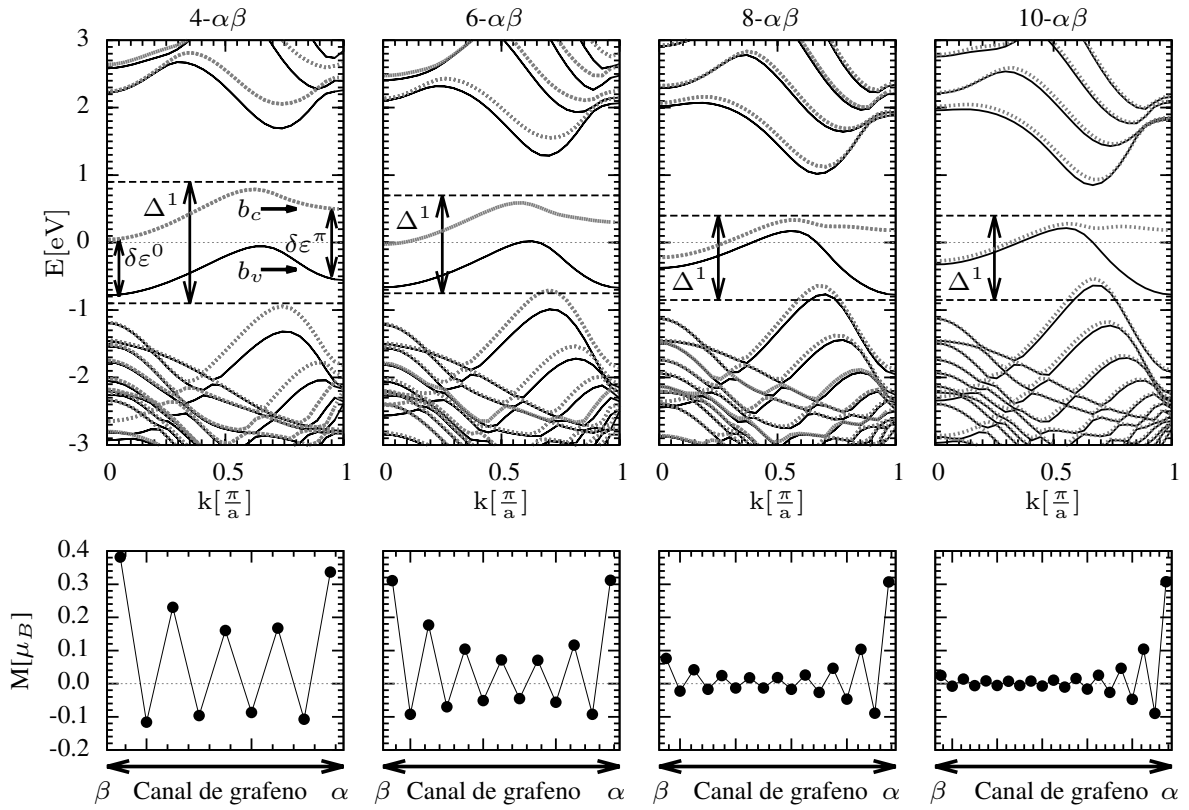 4-αβ 6-αβ 8-αβ 10-αβ
3
2
1
0
-1
-2
-3
E[eV]
Δ¹ b_c δε⁰ δε^π b_v
Δ¹
Δ¹
Δ¹
0 0.5 1 0 0.5 1 0 0.5 1 0 0.5 1
k[π/a] k[π/a] k[π/a] k[π/a]
0.4
0.3
0.2
0.1
0.0
-0.1
-0.2
M[μ_B]
β Canal de grafeno α β Canal de grafeno α β Canal de grafeno α β Canal de grafeno α